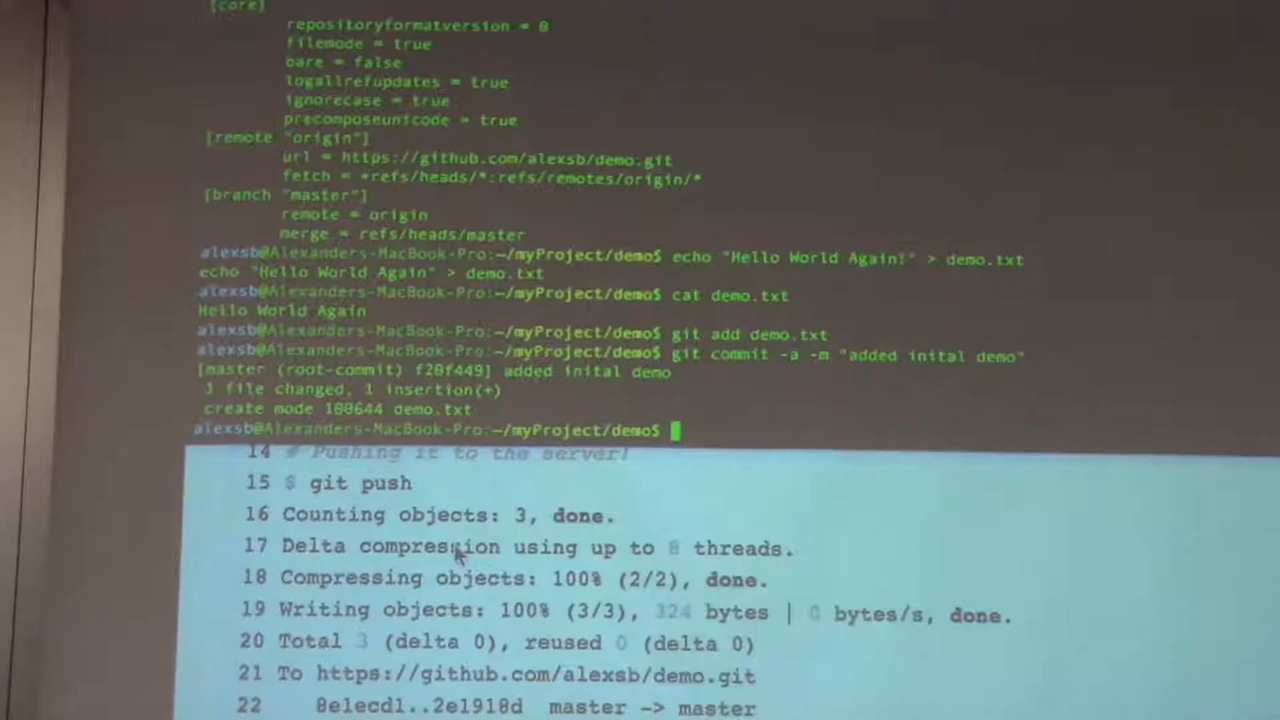 [core]
repositoryformatversion = 0
filemode = true
bare = false
logallrefupdates = true
ignorecase = true
precomposeunicode = true
[remote "origin"]
url = https://github.com/alexsb/demo.git
fetch = +refs/heads/*:refs/remotes/origin/*
[branch "master"]
remote = origin
merge = refs/heads/master
alexsb@Alexanders-MacBook-Pro:~/myProject/demo$ echo "Hello World Again!" > demo.txt
echo "Hello World Again" > demo.txt
alexsb@Alexanders-MacBook-Pro:~/myProject/demo$ cat demo.txt
Hello World Again
alexsb@Alexanders-MacBook-Pro:~/myProject/demo$ git add demo.txt
alexsb@Alexanders-MacBook-Pro:~/myProject/demo$ git commit -a -m "added inital demo"
[master (root-commit) f20f449] added inital demo
1 file changed, 1 insertion(+)
create mode 100644 demo.txt
alexsb@Alexanders-MacBook-Pro:~/myProject/demo$
14 # Pushing it to the server!
15 $ git push
16 Counting objects: 3, done.
17 Delta compression using up to 8 threads.
18 Compressing objects: 100% (2/2), done.
19 Writing objects: 100% (3/3), 324 bytes | 0 bytes/s, done.
20 Total 3 (delta 0), reused 0 (delta 0)
21 To https://github.com/alexsb/demo.git
22 8e1ecd1..2e1918d master -> master